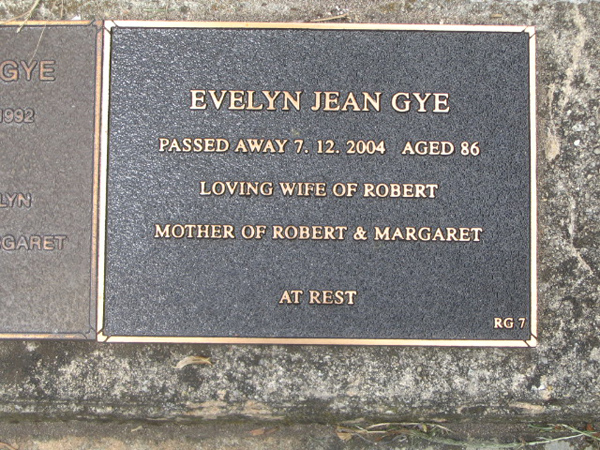 GYE
1992
LYN
EVELYN JEAN GYE
PASSED AWAY 7. 12. 2004 AGED 86
LOVING WIFE OF ROBERT
MOTHER OF ROBERT & MARGARET
AT REST
RG 7